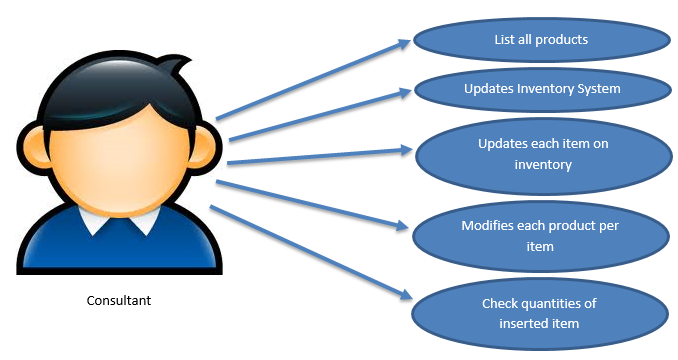 List all products
Updates Inventory System
Updates each item on
inventory
Modifies each product per
item
Check quantities of
inserted item
Consultant